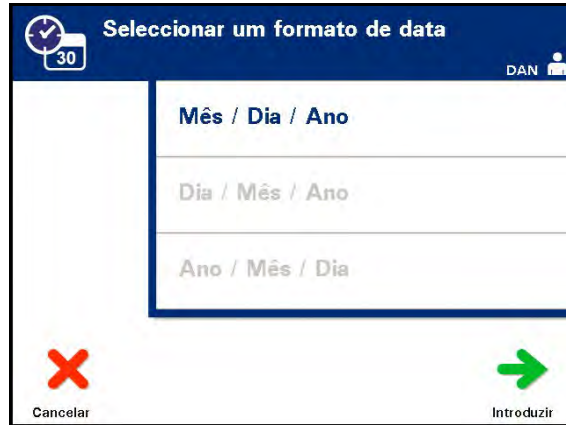 Seleccionar um formato de data
30
DAN
Mês / Dia / Ano
Dia / Mês / Ano
Ano / Mês / Dia
Cancelar
Introduzir